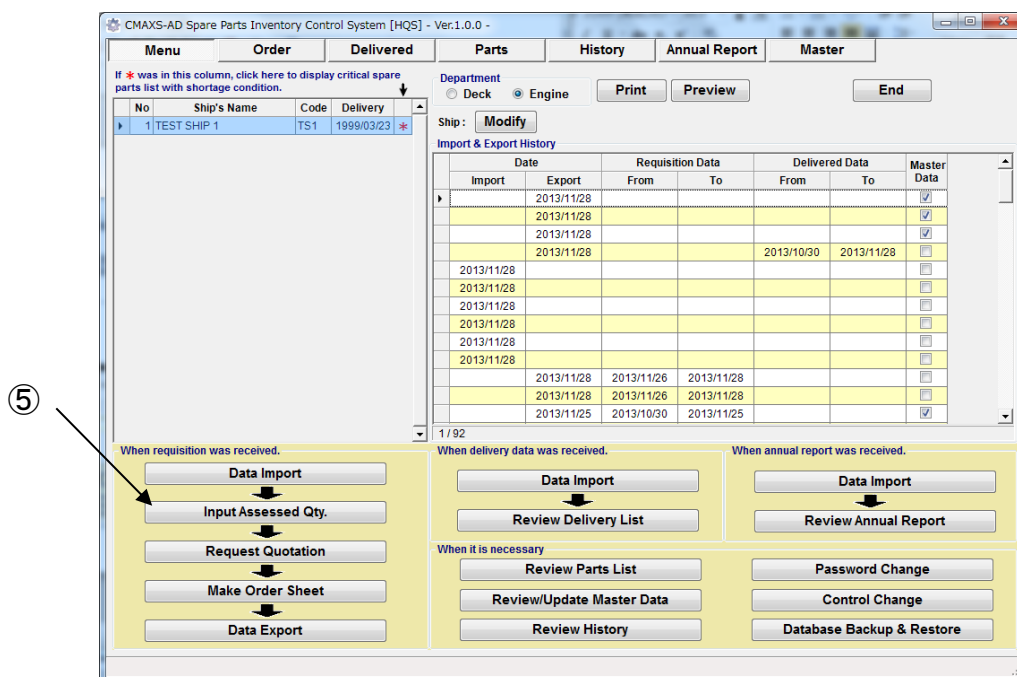 CMAXS-AD Spare Parts Inventory Control System [HQS] - Ver.1.0.0 -
Menu Order Delivered Parts History Annual Report Master
If * was in this column, click here to display critical spare
parts list with shortage condition.
No Ship's Name Code Delivery
1 TEST SHIP 1 TS1 1999/03/23 *
Department
Deck Engine Print Preview End
Ship : Modify
Import & Export History
Date Requisition Data Delivered Data Master
Data
Import Export From To From To
2013/11/28
2013/11/28
2013/11/28
2013/11/28 2013/10/30 2013/11/28
2013/11/28
2013/11/28
2013/11/28
2013/11/28
2013/11/28
2013/11/28
2013/11/28 2013/11/26 2013/11/28
2013/11/28 2013/11/26 2013/11/28
2013/11/25 2013/10/30 2013/11/25
1 / 92
⑤
When requisition was received.
Data Import
Input Assessed Qty.
Request Quotation
Make Order Sheet
Data Export
When delivery data was received.
Data Import
Review Delivery List
When annual report was received.
Data Import
Review Annual Report
When it is necessary
Review Parts List Password Change
Review/Update Master Data Control Change
Review History Database Backup & Restore